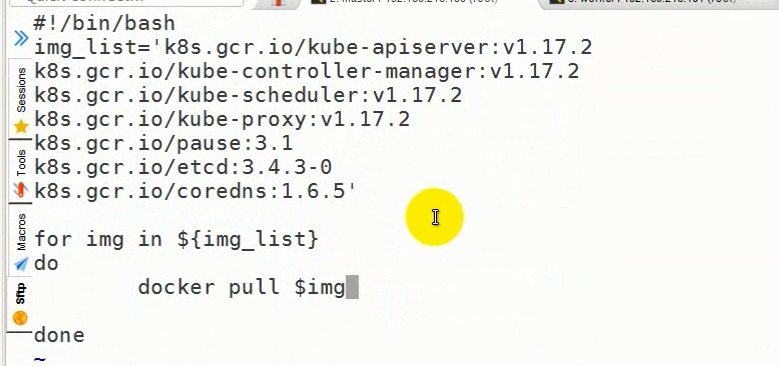 #!/bin/bash
img_list='k8s.gcr.io/kube-apiserver:v1.17.2
k8s.gcr.io/kube-controller-manager:v1.17.2
k8s.gcr.io/kube-scheduler:v1.17.2
k8s.gcr.io/kube-proxy:v1.17.2
k8s.gcr.io/pause:3.1
k8s.gcr.io/etcd:3.4.3-0
k8s.gcr.io/coredns:1.6.5'
for img in ${img_list}
do
docker pull $img
done
~
Sessions
Tools
Macros
Sftp